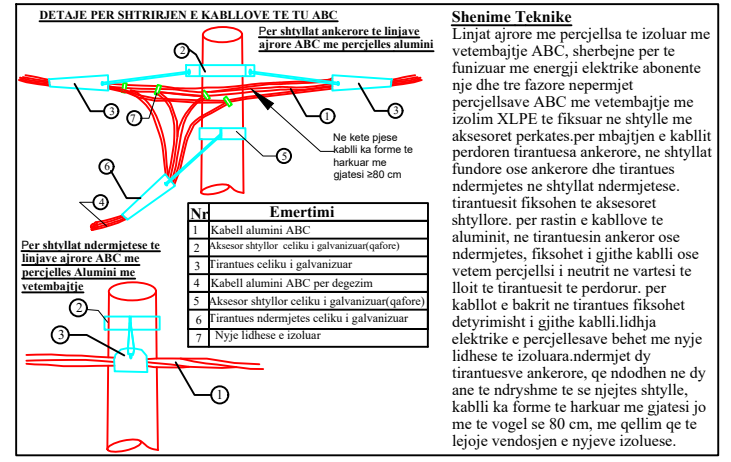 DETAJE PER SHTRIRJEN E KABLLOVE TE TU ABC
Per shtyllat ankerore te linjave
ajrore ABC me percjelles alumini
2
3
7
1
3
Ne kete pjese
kablli ka forme te
harkuar me
gjatesi ≥80 cm
5
6
4
Nr Emertimi
1 Kabell alumini ABC
2 Aksesor shtyllor celiku i galvanizuar(qafore)
3 Tirantues celiku i galvanizuar
4 Kabell alumini ABC per degezim
5 Aksesor shtyllor celiku i galvanizuar(qafore)
6 Tirantues ndermjetes celiku i galvanizuar
7 Nyje lidhese e izoluar
Per shtyllat ndermjetese te
linjave ajrore ABC me
percjelles Alumini me
vetembajtje
2
3
1
Shenime Teknike
Linjat ajrore me percjellsa te izoluar me
vetembajtje ABC, sherbejne per te
funizuar me energji elektrike abonente
nje dhe tre fazore nepermjet
percjellsave ABC me vetembajtje me
izolim XLPE te fiksuar ne shtylle me
aksesoret perkates.per mbajtjen e kabllit
perdoren tirantuesa ankerore, ne shtyllat
fundore ose ankerore dhe tirantues
ndermjetes ne shtyllat ndermjetese.
tirantuesit fiksohen te aksesoret
shtyllore. per rastin e kabllove te
aluminit, ne tirantuesin ankeror ose
ndermjetes, fiksohet i gjithe kablli ose
vetem percjellsi i neutrit ne vartesi te
lloit te tirantuesit te perdorur. per
kabllot e bakrit ne tirantues fiksohet
detyrimisht i gjithe kablli.lidhja
elektrike e percjellesave behet me nyje
lidhese te izoluara.ndermjet dy
tirantuesve ankerore, qe ndodhen ne dy
ane te ndryshme te se njejtes shtylle,
kablli ka forme te harkuar me gjatesi jo
me te vogel se 80 cm, me qellim qe te
lejoje vendosjen e nyjeve izoluese.